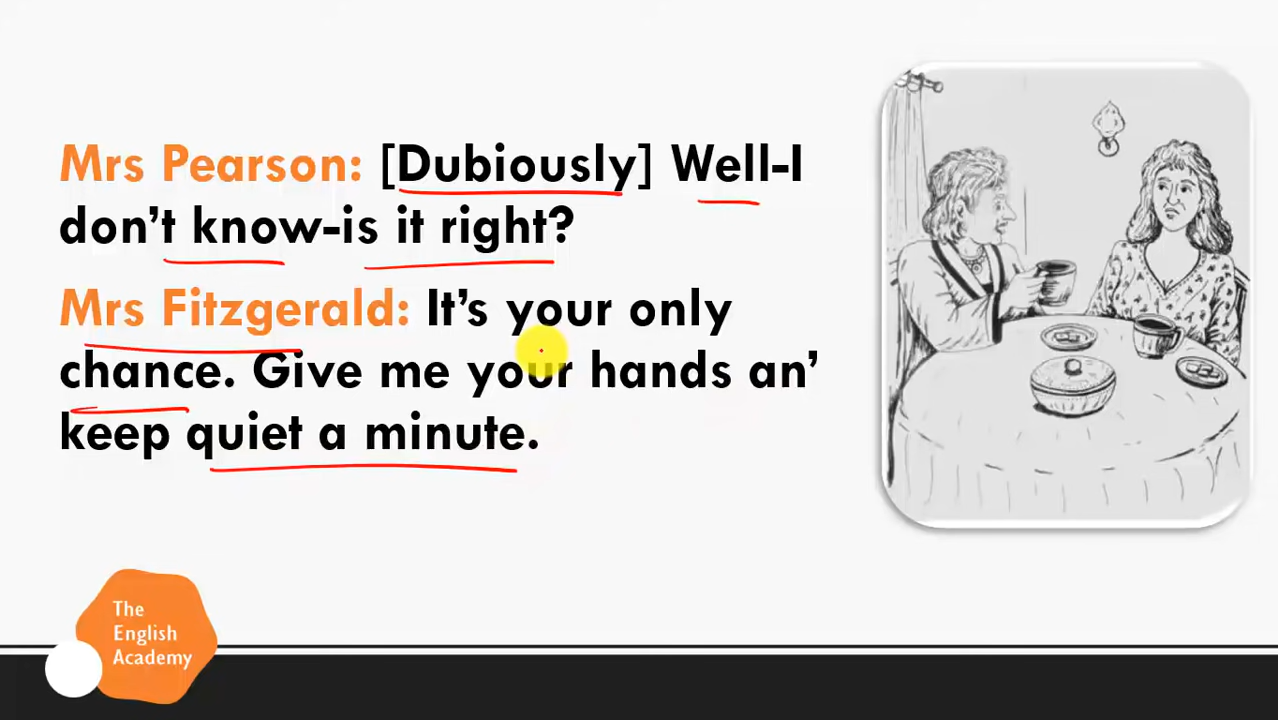 Mrs Pearson: [Dubiously] Well-I
don’t know-is it right?
Mrs Fitzgerald: It’s your only
chance. Give me your hands an’
keep quiet a minute.
The
English
Academy